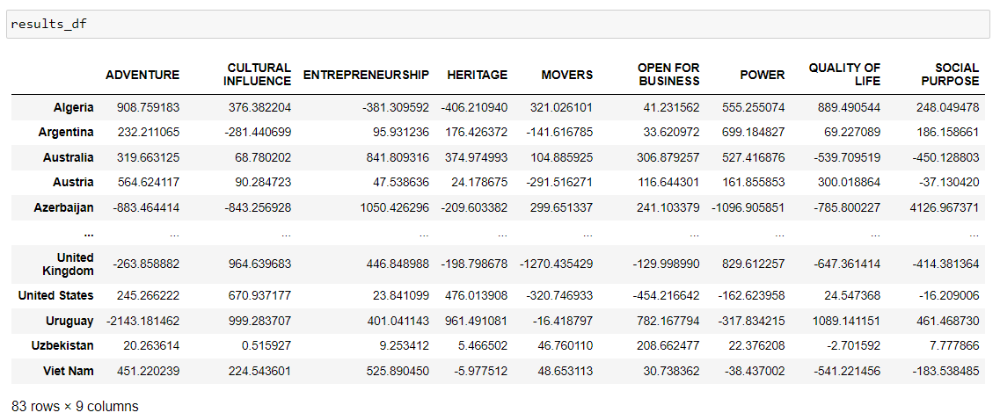 results_df
ADVENTURE CULTURAL INFLUENCE ENTREPRENEURSHIP HERITAGE MOVERS OPEN FOR BUSINESS POWER QUALITY OF LIFE SOCIAL PURPOSE
Algeria 908.759183 376.382204 -381.309592 -406.210940 321.026101 41.231562 555.255074 889.490544 248.049478
Argentina 232.211065 -281.440699 95.931236 176.426372 -141.616785 33.620972 699.184827 69.227089 186.158661
Australia 319.663125 68.780202 841.809316 374.974993 104.885925 306.879257 527.416876 -539.709519 -450.128803
Austria 564.624117 90.284723 47.538636 24.178675 -291.516271 116.644301 161.855853 300.018864 -37.130420
Azerbaijan -883.464414 -843.256928 1050.426296 -209.603382 299.651337 241.103379 -1096.905851 -785.800227 4126.967371
... ... ... ... ... ... ... ... ... ...
United Kingdom -263.858882 964.639683 446.848988 -198.798678 -1270.435429 -129.998990 829.612257 -647.361414 -414.381364
United States 245.266222 670.937177 23.841099 476.013908 -320.746933 -454.216642 -162.623958 24.547368 -16.209006
Uruguay -2143.181462 999.283707 401.041143 961.491081 -16.418797 782.167794 -317.834215 1089.141151 461.468730
Uzbekistan 20.263614 0.515927 9.253412 5.466502 46.760110 208.662477 22.376208 -2.701592 7.777866
Viet Nam 451.220239 224.543601 525.890450 -5.977512 48.653113 30.738362 -38.437002 -541.221456 -183.538485
83 rows × 9 columns